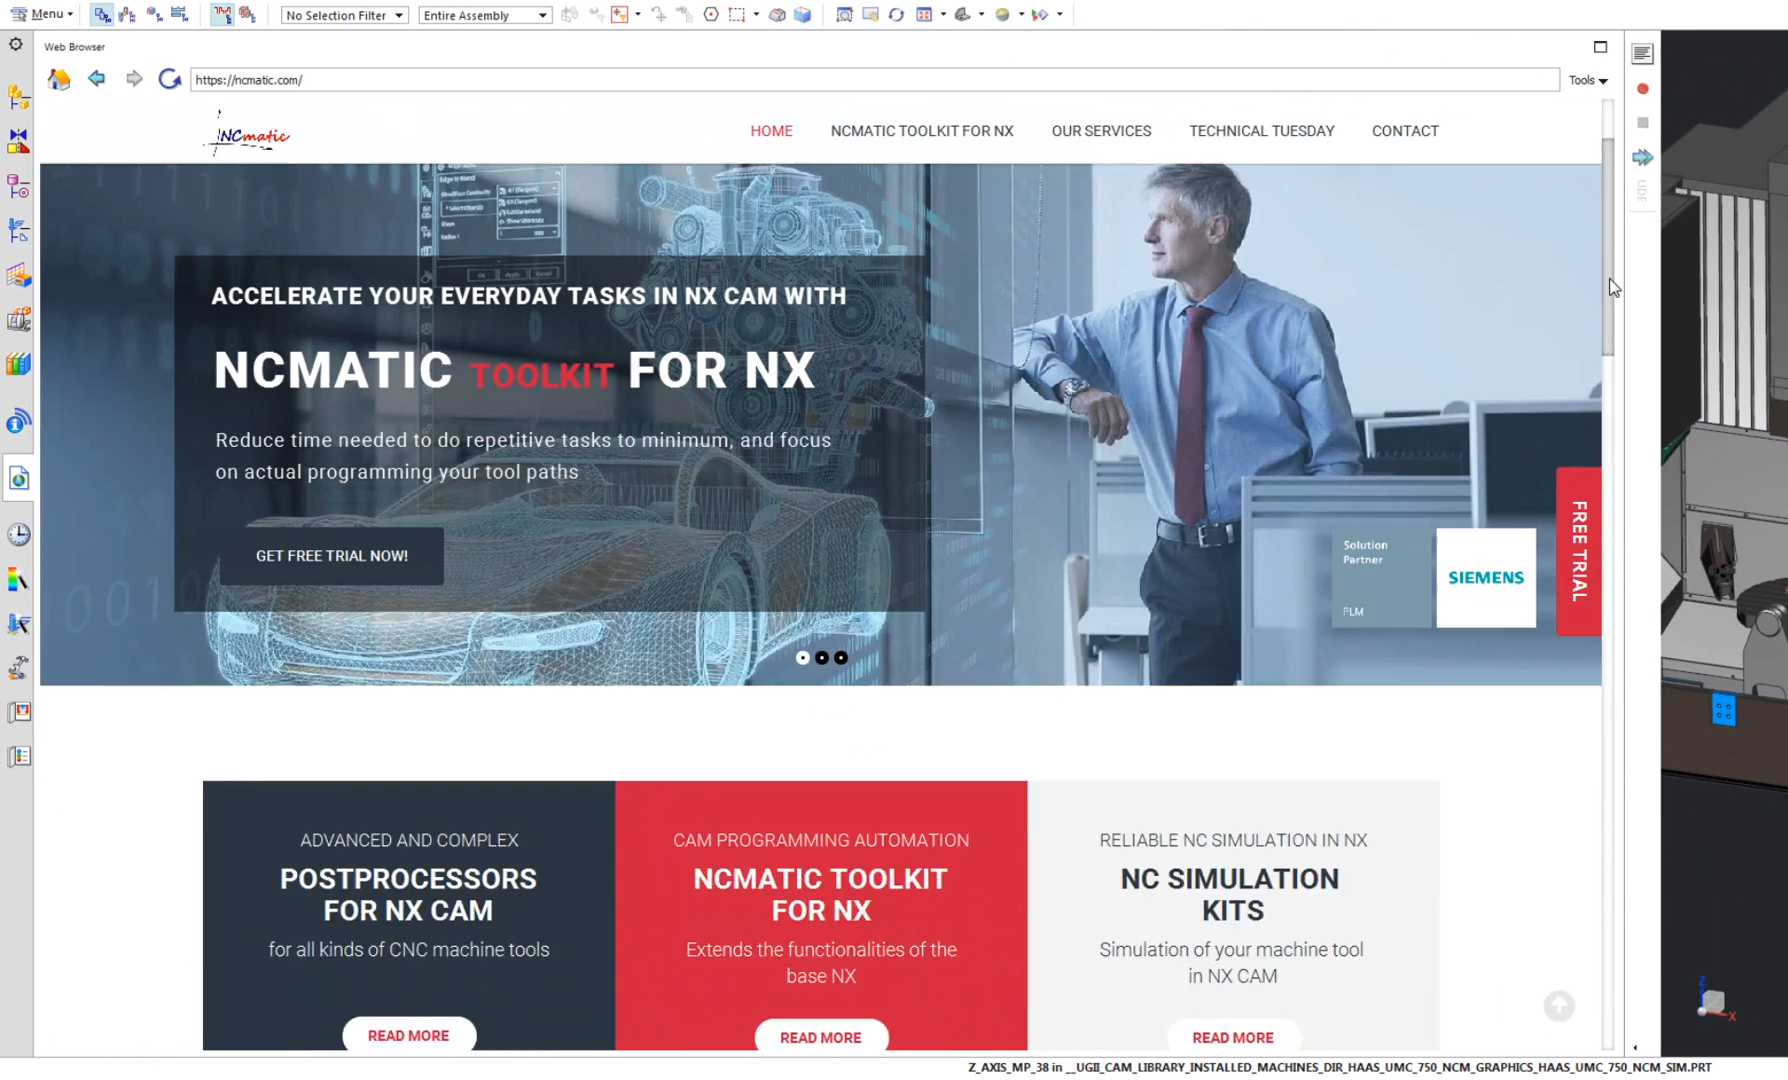 Menu
No Selection Filter
Entire Assembly
Web Browser
https://ncmatic.com/
Tools
NCmatic
HOME
NCMATIC TOOLKIT FOR NX
OUR SERVICES
TECHNICAL TUESDAY
CONTACT
UDE
ACCELERATE YOUR EVERYDAY TASKS IN NX CAM WITH
NCMATIC TOOLKIT FOR NX
Reduce time needed to do repetitive tasks to minimum, and focus
on actual programming your tool paths
GET FREE TRIAL NOW!
Solution
Partner
PLM
SIEMENS
FREE TRIAL
ADVANCED AND COMPLEX
POSTPROCESSORS
FOR NX CAM
for all kinds of CNC machine tools
READ MORE
CAM PROGRAMMING AUTOMATION
NCMATIC TOOLKIT
FOR NX
Extends the functionalities of the
base NX
READ MORE
RELIABLE NC SIMULATION IN NX
NC SIMULATION
KITS
Simulation of your machine tool
in NX CAM
READ MORE
Z
X
Z_AXIS_MP_38 in __UGII_CAM_LIBRARY_INSTALLED_MACHINES_DIR_HAAS_UMC_750_NCM_GRAPHICS_HAAS_UMC_750_NCM_SIM.PRT